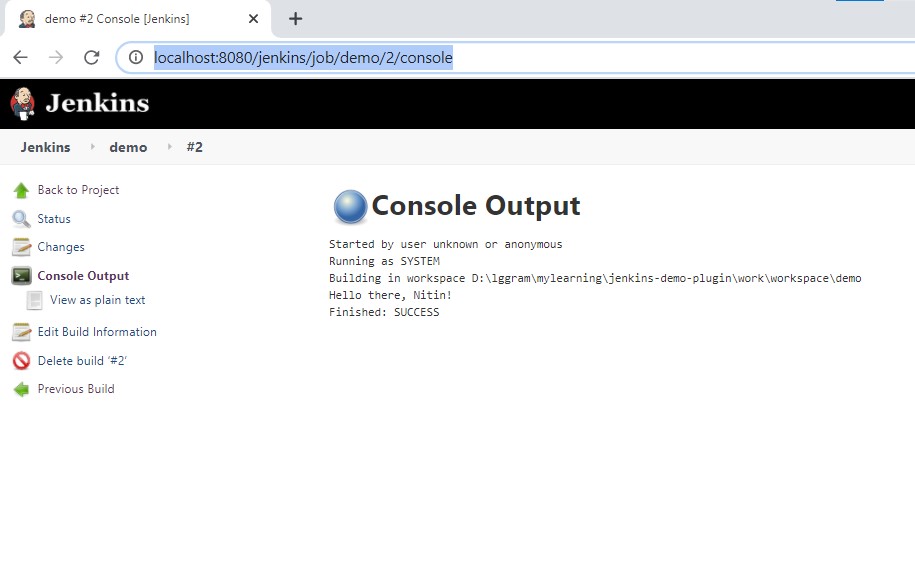 demo #2 Console [Jenkins]
localhost:8080/jenkins/job/demo/2/console
Jenkins
Jenkins demo #2
Back to Project
Status
Changes
Console Output
View as plain text
Edit Build Information
Delete build ‘#2’
Previous Build
Console Output
Started by user unknown or anonymous
Running as SYSTEM
Building in workspace D:\lggram\mylearning\jenkins-demo-plugin\work\workspace\demo
Hello there, Nitin!
Finished: SUCCESS